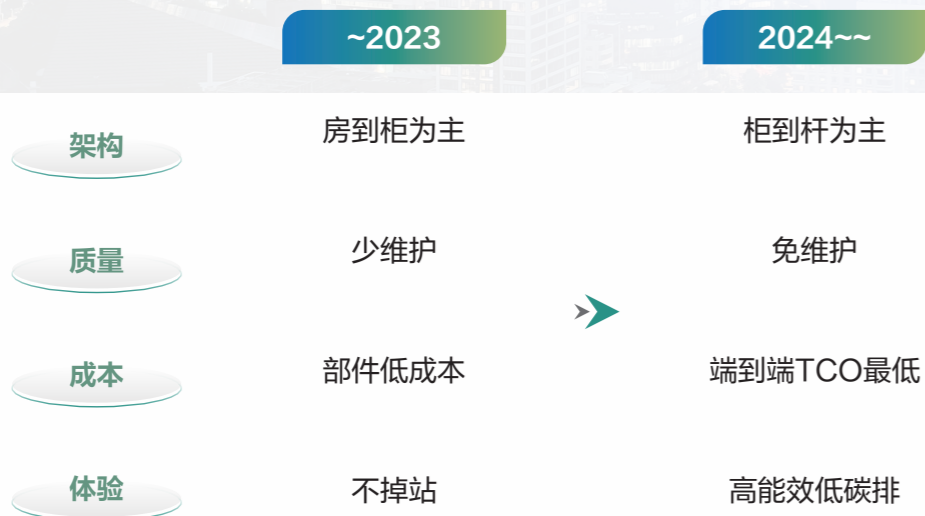 ~2023 2024~~
架构 房到柜为主 柜到杆为主
质量 少维护 免维护
成本 部件低成本 端到端TCO最低
体验 不掉站 高能效低碳排